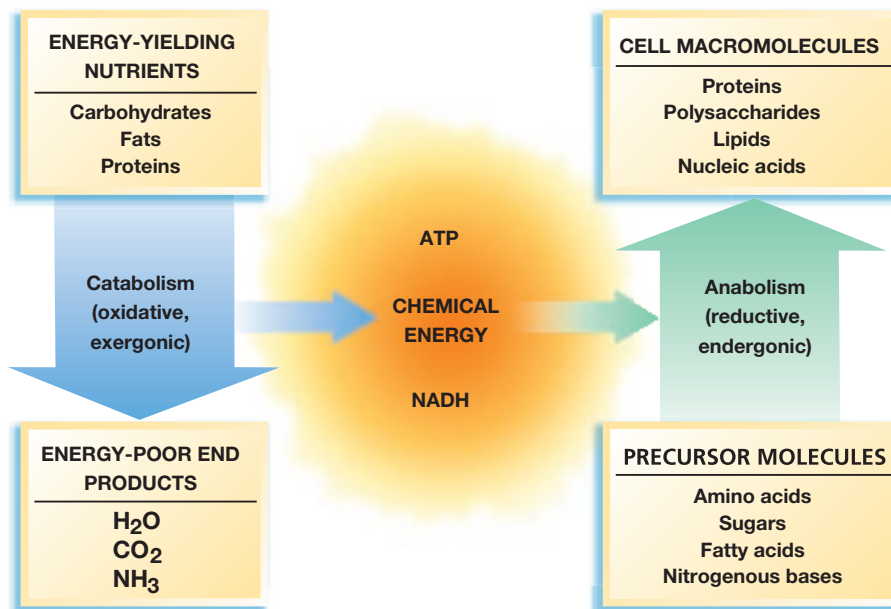 ENERGY-YIELDING
NUTRIENTS
Carbohydrates
Fats
Proteins
Catabolism
(oxidative,
exergonic)
ENERGY-POOR END
PRODUCTS
H₂O
CO₂
NH₃
ATP
CHEMICAL
ENERGY
NADH
CELL MACROMOLECULES
Proteins
Polysaccharides
Lipids
Nucleic acids
Anabolism
(reductive,
endergonic)
PRECURSOR MOLECULES
Amino acids
Sugars
Fatty acids
Nitrogenous bases